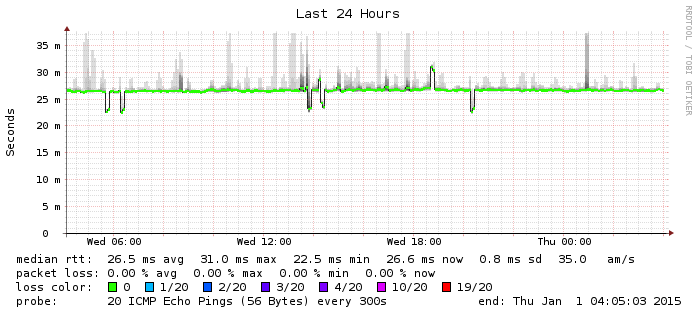 Last 24 Hours
RRDTOOL / TOBI OETIKER
Seconds
35 m
30 m
25 m
20 m
15 m
10 m
5 m
0
Wed 06:00 Wed 12:00 Wed 18:00 Thu 00:00
median rtt: 26.5 ms avg 31.0 ms max 22.5 ms min 26.6 ms now 0.8 ms sd 35.0 am/s
packet loss: 0.00 % avg 0.00 % max 0.00 % min 0.00 % now
loss color: 0 1/20 2/20 3/20 4/20 10/20 19/20
probe: 20 ICMP Echo Pings (56 Bytes) every 300s end: Thu Jan 1 04:05:03 2015